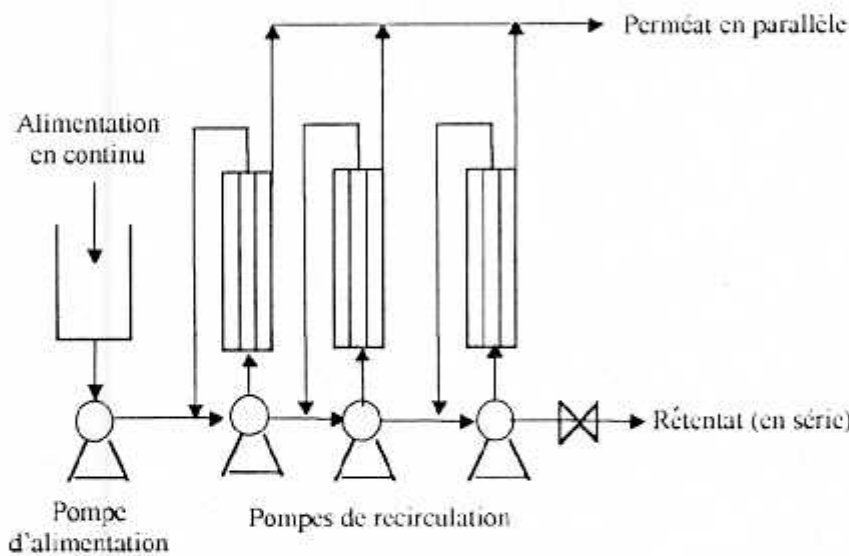 Perméat en parallèle
Alimentation
en continu
Rétentat (en série)
Pompe
d'alimentation
Pompes de recirculation